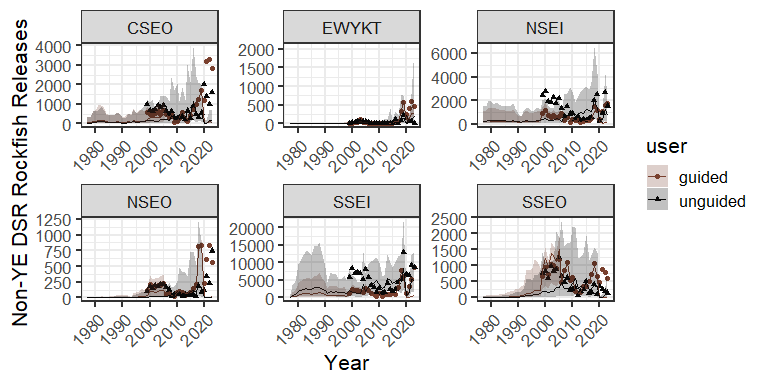 Non-YE DSR Rockfish Releases
CSEO
4000
3000
2000
1000
0
1980 1990 2000 2010 2020
EWYKT
2000
1500
1000
500
0
1980 1990 2000 2010 2020
NSEI
6000
4000
2000
0
1980 1990 2000 2010 2020
NSEO
1250
1000
750
500
250
0
1980 1990 2000 2010 2020
SSEI
20000
15000
10000
5000
0
1980 1990 2000 2010 2020
SSEO
2500
2000
1500
1000
500
0
1980 1990 2000 2010 2020
Year
user
guided
unguided